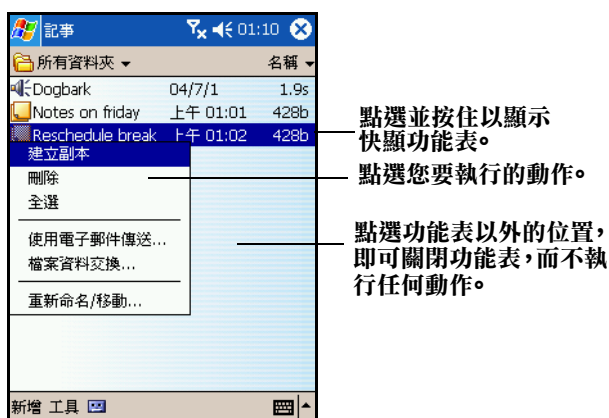 記事 01:10
所有資料夾 名稱
Dogbark 04/7/1 1.9s
Notes on friday 上午 01:01 428b
Reschedule break 上午 01:02 428b
建立副本
刪除
全選
使用電子郵件傳送...
檔案資料交換...
重新命名/移動...
新增 工具
點選並按住以顯示
快顯功能表。
點選您要執行的動作。
點選功能表以外的位置，
即可關閉功能表，而不執
行任何動作。